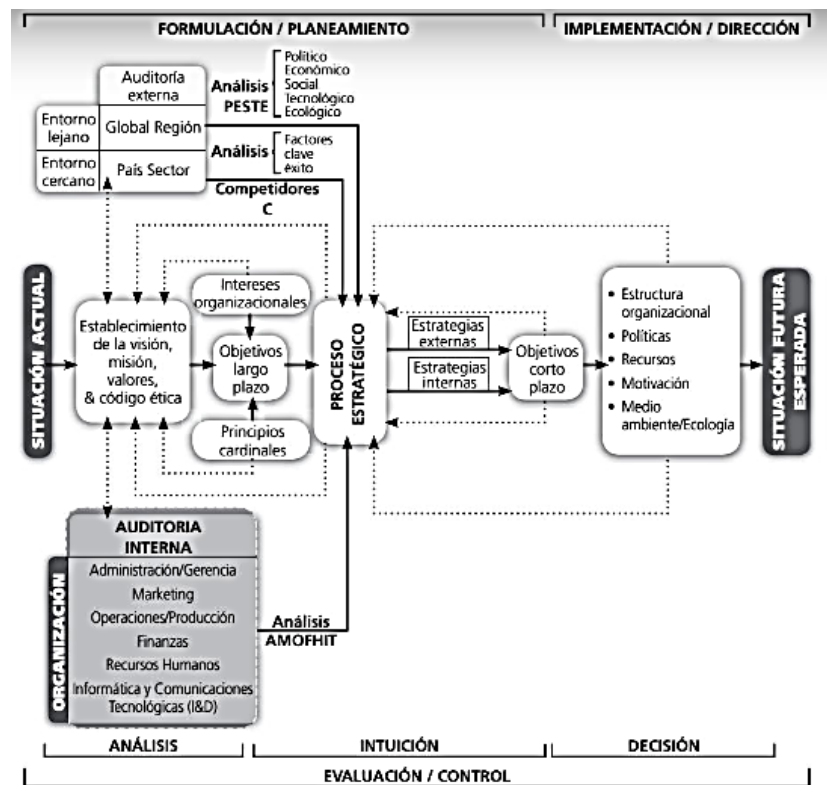 FORMULACIÓN / PLANEAMIENTO
IMPLEMENTACIÓN / DIRECCIÓN
Auditoría
externa
Entorno
lejano
Global Región
Entorno
cercano
País Sector
Análisis
PESTE
Político
Económico
Social
Tecnológico
Ecológico
Análisis
Factores
clave
éxito
Competidores
C
SITUACIÓN ACTUAL
Establecimiento
de la visión,
misión,
valores,
& código ética
Intereses
organizacionales
Objetivos
largo
plazo
Principios
cardinales
PROCESO
ESTRATÉGICO
Estrategias
externas
Estrategias
internas
Objetivos
corto
plazo
• Estructura
organizacional
• Políticas
• Recursos
• Motivación
• Medio
ambiente/Ecología
SITUACIÓN FUTURA
ESPERADA
ORGANIZACIÓN
AUDITORIA
INTERNA
Administración/Gerencia
Marketing
Operaciones/Producción
Finanzas
Recursos Humanos
Informática y Comunicaciones
Tecnológicas (I&D)
Análisis
AMOFHIT
ANÁLISIS
INTUICIÓN
DECISIÓN
EVALUACIÓN / CONTROL